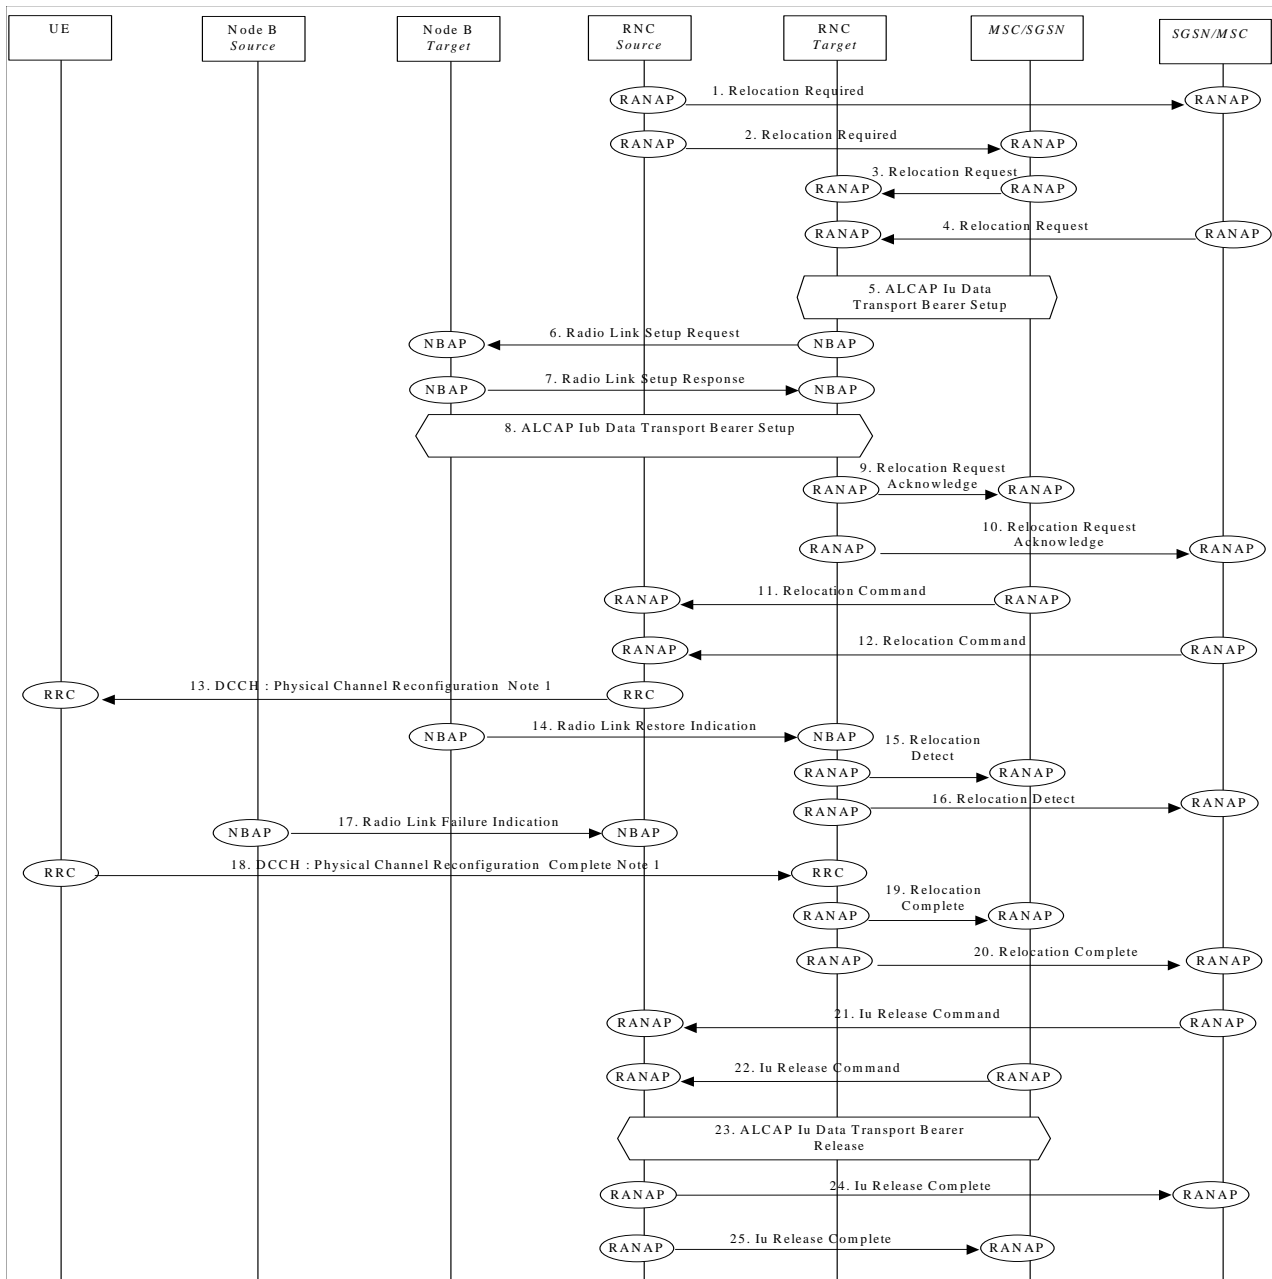 UE
Node B
Source
Node B
Target
RNC
Source
RNC
Target
MSC/SGSN
SGSN/MSC
RANAP
1. Relocation Required
RANAP
RANAP
2. Relocation Required
RANAP
RANAP
3. Relocation Request
RANAP
RANAP
4. Relocation Request
RANAP
5. ALCAP Iu Data
Transport Bearer Setup
NBAP
6. Radio Link Setup Request
NBAP
NBAP
7. Radio Link Setup Response
NBAP
8. ALCAP Iub Data Transport Bearer Setup
RANAP
9. Relocation Request
Acknowledge
RANAP
RANAP
10. Relocation Request
Acknowledge
RANAP
RANAP
11. Relocation Command
RANAP
RANAP
12. Relocation Command
RANAP
RRC
13. DCCH : Physical Channel Reconfiguration Note 1
RRC
NBAP
14. Radio Link Restore Indication
NBAP
RANAP
15. Relocation
Detect
RANAP
RANAP
16. Relocation Detect
RANAP
NBAP
17. Radio Link Failure Indication
NBAP
RRC
18. DCCH : Physical Channel Reconfiguration Complete Note 1
RRC
RANAP
19. Relocation
Complete
RANAP
RANAP
20. Relocation Complete
RANAP
RANAP
21. Iu Release Command
RANAP
RANAP
22. Iu Release Command
RANAP
23. ALCAP Iu Data Transport Bearer
Release
RANAP
24. Iu Release Complete
RANAP
RANAP
25. Iu Release Complete
RANAP